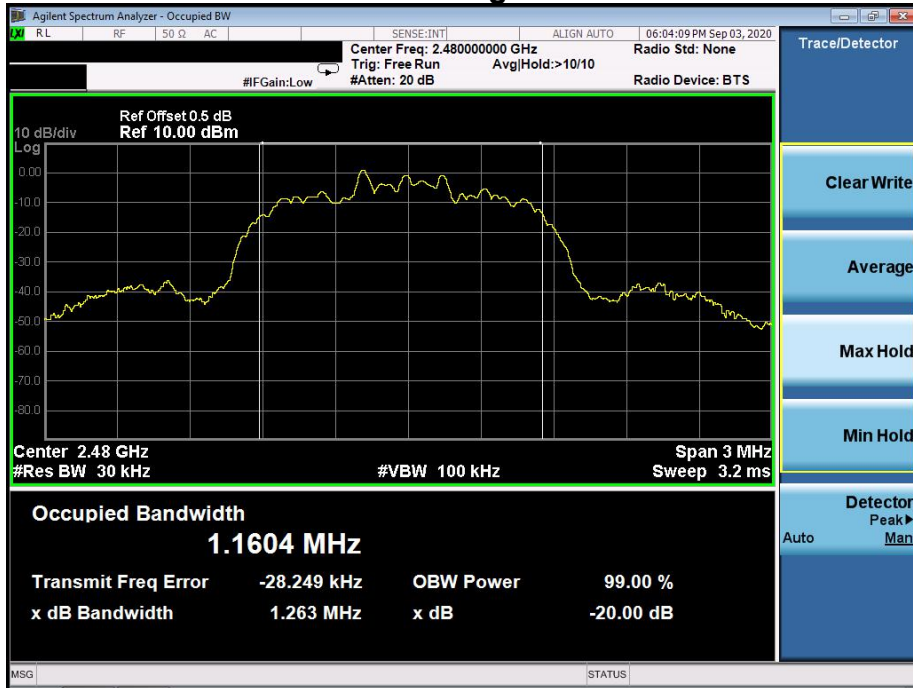 Agilent Spectrum Analyzer - Occupied BW
LXI RL RF 50 Ω AC SENSE:INT ALIGN AUTO 06:04:09 PM Sep 03, 2020
Center Freq: 2.480000000 GHz Radio Std: None
Trig: Free Run Avg|Hold:>10/10
#IFGain:Low #Atten: 20 dB Radio Device: BTS
Ref Offset 0.5 dB
10 dB/div Ref 10.00 dBm
Log
0.00
-10.0
-20.0
-30.0
-40.0
-50.0
-60.0
-70.0
-80.0
Center 2.48 GHz Span 3 MHz
#Res BW 30 kHz #VBW 100 kHz Sweep 3.2 ms
Occupied Bandwidth
1.1604 MHz
Transmit Freq Error -28.249 kHz OBW Power 99.00 %
x dB Bandwidth 1.263 MHz x dB -20.00 dB
MSG STATUS
Trace/Detector
Clear Write
Average
Max Hold
Min Hold
Detector
Peak▶
Auto Man